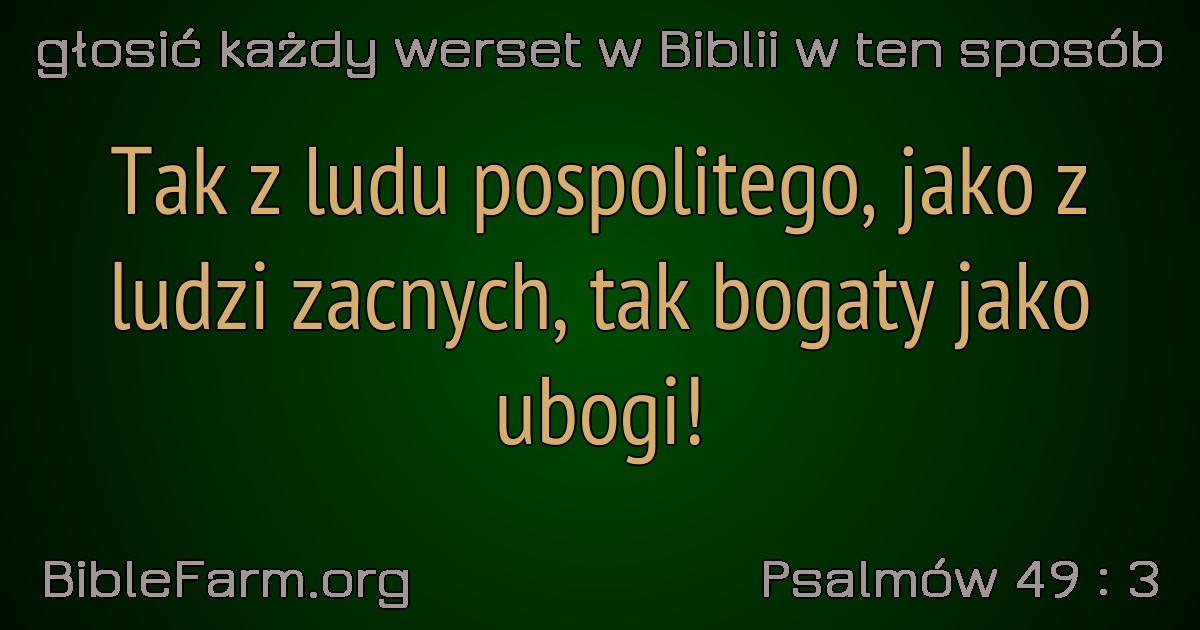 głosić każdy werset w Biblii w ten sposób
Tak z ludu pospolitego, jako z
ludzi zacnych, tak bogaty jako
ubogi!
BibleFarm.org
Psalmów 49 : 3